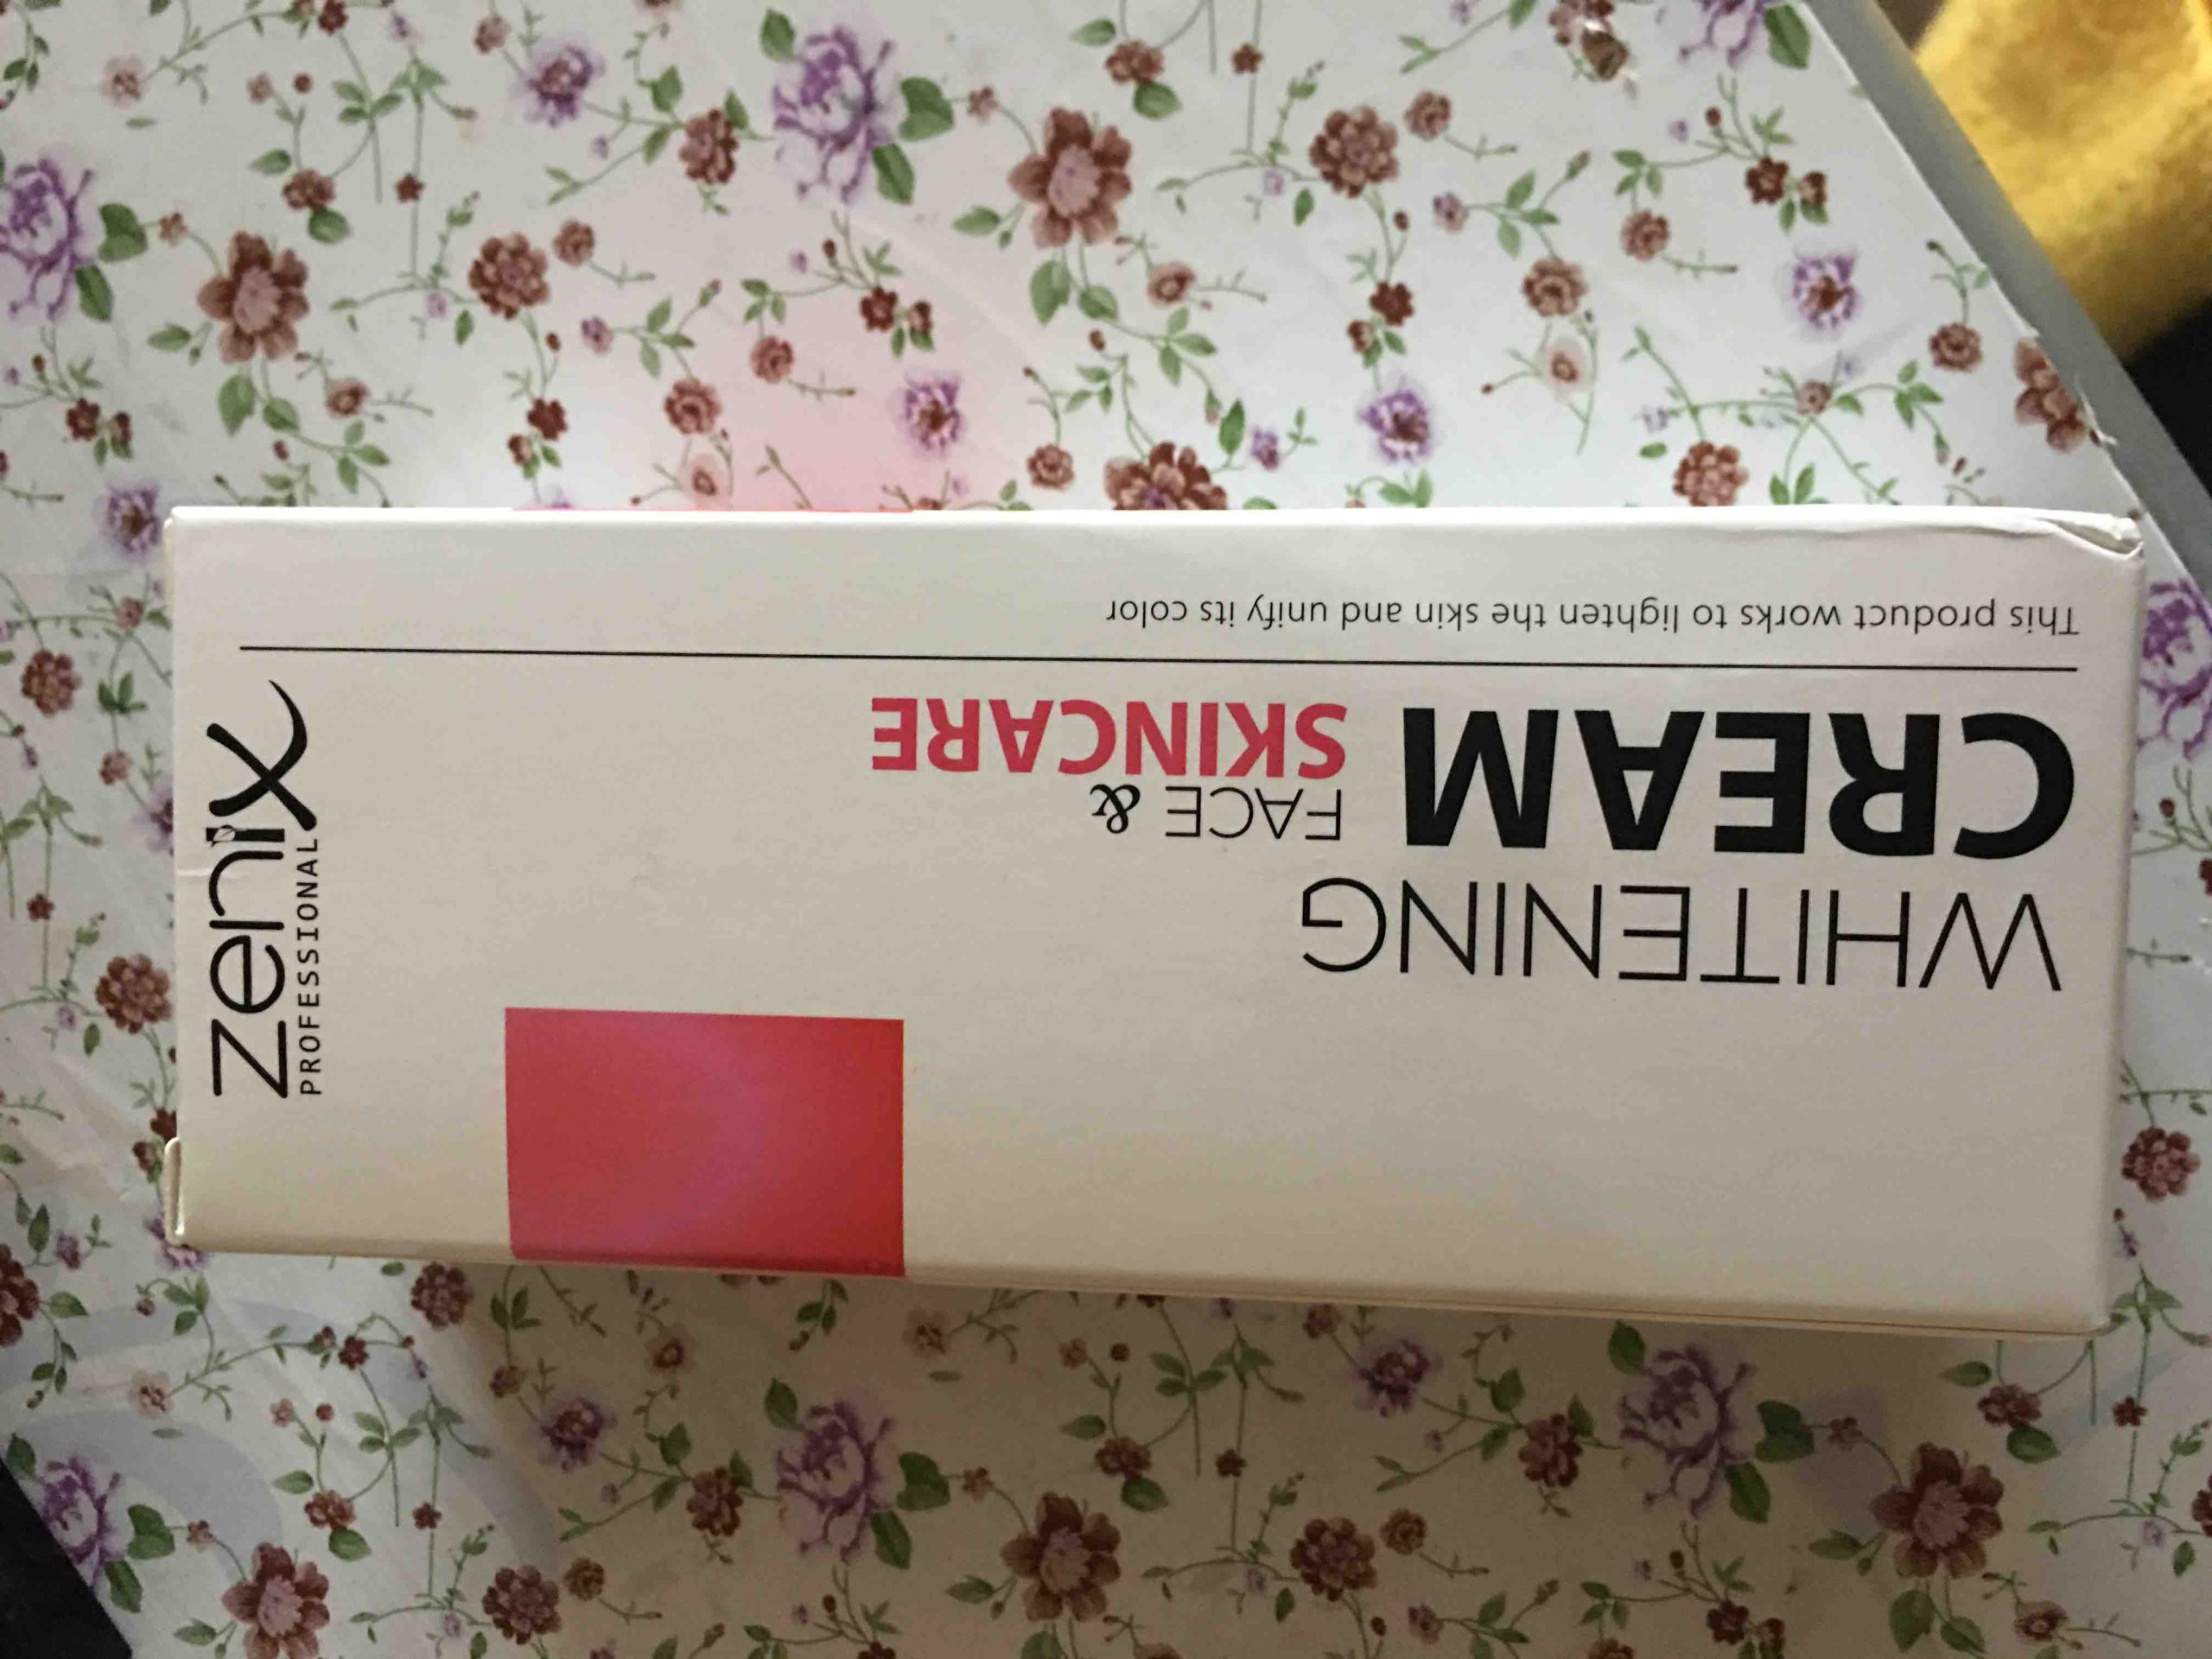 WHITENING
CREAM
FACE &
SKINCARE
This product works to lighten the skin and unify its color
zenix
PROFESSIONAL